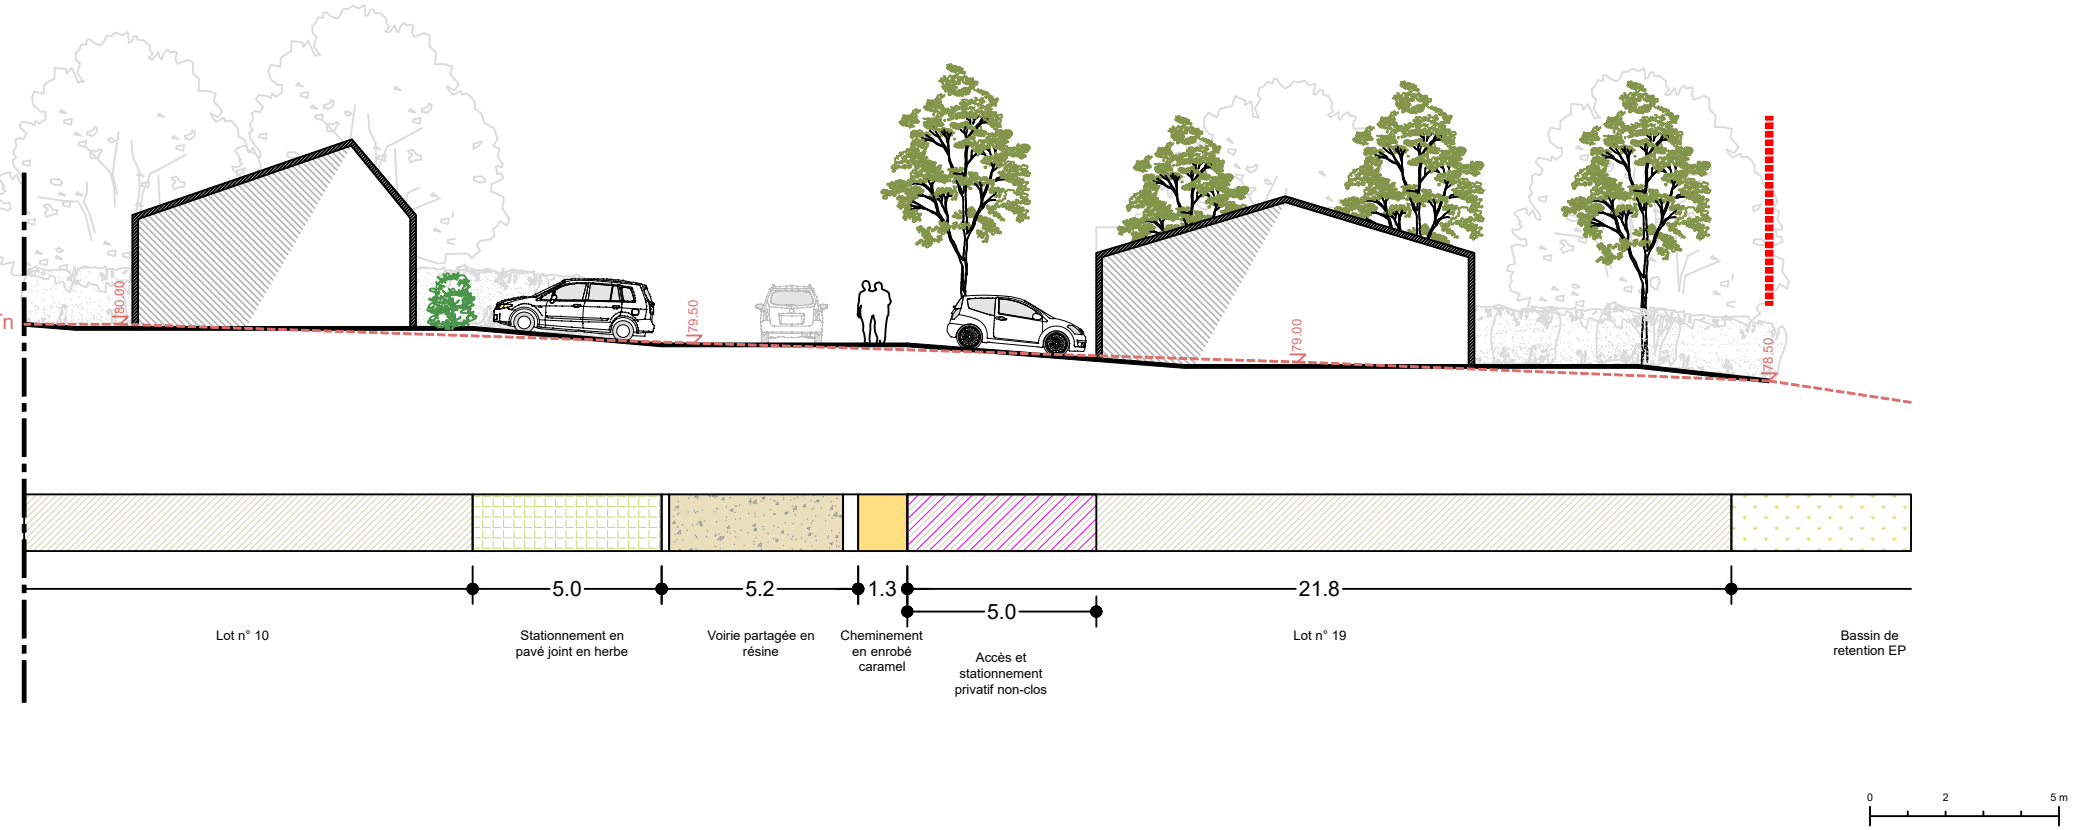 80.00
79.50
79.00
78.50
5.0
5.2
1.3
21.8
5.0
Lot n° 10
Stationnement en
pavé joint en herbe
Voirie partagée en
résine
Cheminement
en enrobé
caramel
Accès et
stationnement
privatif non-clos
Lot n° 19
Bassin de
retention EP
0 2 5 m